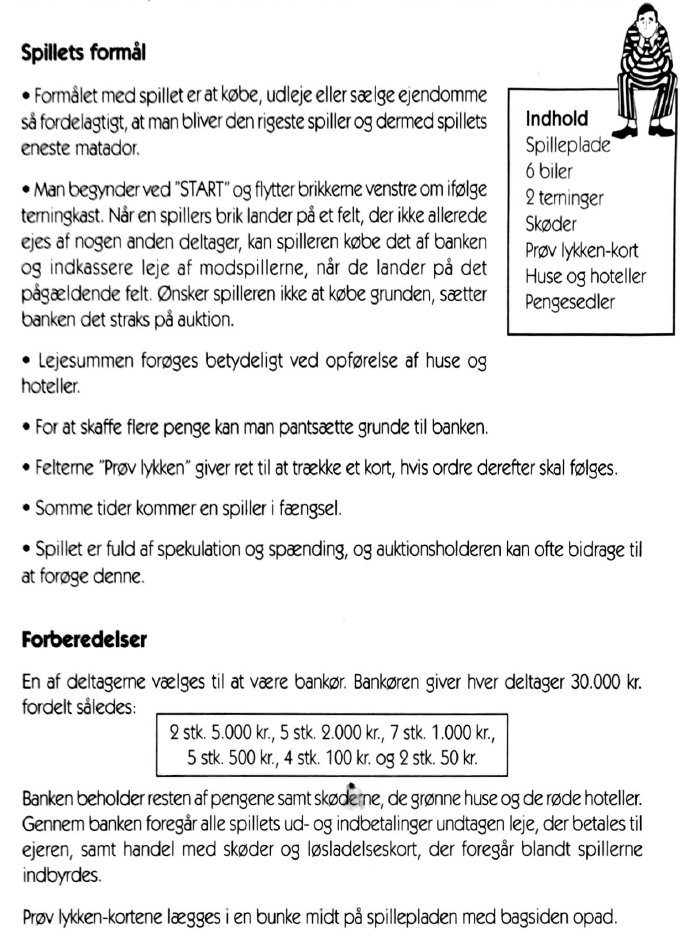 Spillets formål
• Formålet med spillet er at købe, udleje eller sælge ejendomme
så fordelagtigt, at man bliver den rigeste spiller og dermed spillets
eneste matador.
• Man begynder ved "START" og flytter brikkerne venstre om ifølge
terningkast. Når en spillers brik lander på et felt, der ikke allerede
ejes af nogen anden deltager, kan spilleren købe det af banken
og indkassere leje af modspillerne, når de lander på det
pågældende felt. Ønsker spilleren ikke at købe grunden, sætter
banken det straks på auktion.
• Lejesummen forøges betydeligt ved opførelse af huse og
hoteller.
Indhold
Spilleplade
6 biler
2 terninger
Skøder
Prøv lykken-kort
Huse og hoteller
Pengesedler
• For at skaffe flere penge kan man pantsætte grunde til banken.
• Felterne "Prøv lykken" giver ret til at trække et kort, hvis ordre derefter skal følges.
• Somme tider kommer en spiller i fængsel.
• Spillet er fuld af spekulation og spænding, og auktionsholderen kan ofte bidrage til
at forøge denne.
Forberedelser
En af deltagerne vælges til at være bankør. Bankøren giver hver deltager 30.000 kr.
fordelt således:
2 stk. 5.000 kr., 5 stk. 2.000 kr., 7 stk. 1.000 kr.,
5 stk. 500 kr., 4 stk. 100 kr. og 2 stk. 50 kr.
Banken beholder resten af pengene samt skøderne, de grønne huse og de røde hoteller.
Gennem banken foregår alle spillets ud- og indbetalinger undtagen leje, der betales til
ejeren, samt handel med skøder og løsladelseskort, der foregår blandt spillerne
indbyrdes.
Prøv lykken-kortene lægges i en bunke midt på spillepladen med bagsiden opad.